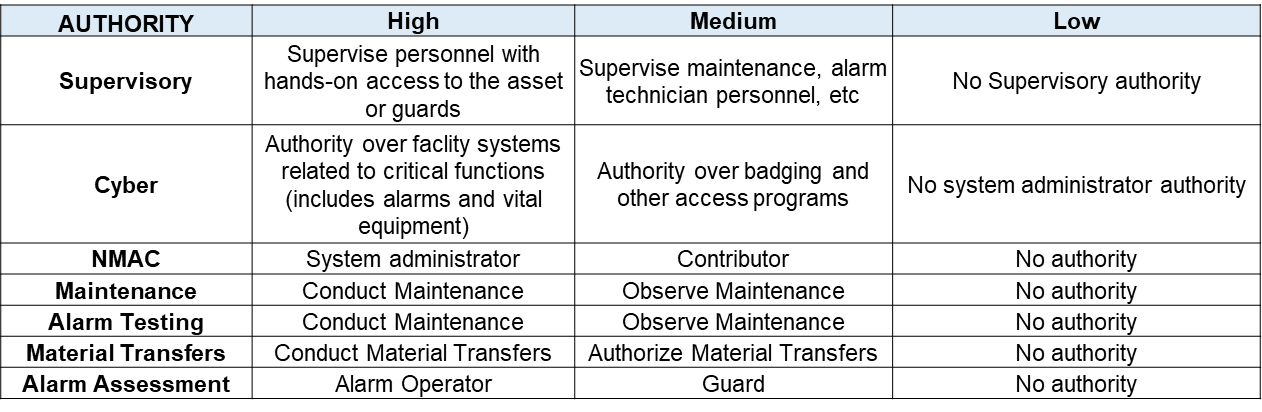 AUTHORITY High Medium Low
Supervisory Supervise personnel with hands-on access to the asset or guards Supervise maintenance, alarm technician personnel, etc No Supervisory authority
Cyber Authority over faclity systems related to critical functions (includes alarms and vital equipment) Authority over badging and other access programs No system administrator authority
NMAC System administrator Contributor No authority
Maintenance Conduct Maintenance Observe Maintenance No authority
Alarm Testing Conduct Maintenance Observe Maintenance No authority
Material Transfers Conduct Material Transfers Authorize Material Transfers No authority
Alarm Assessment Alarm Operator Guard No authority